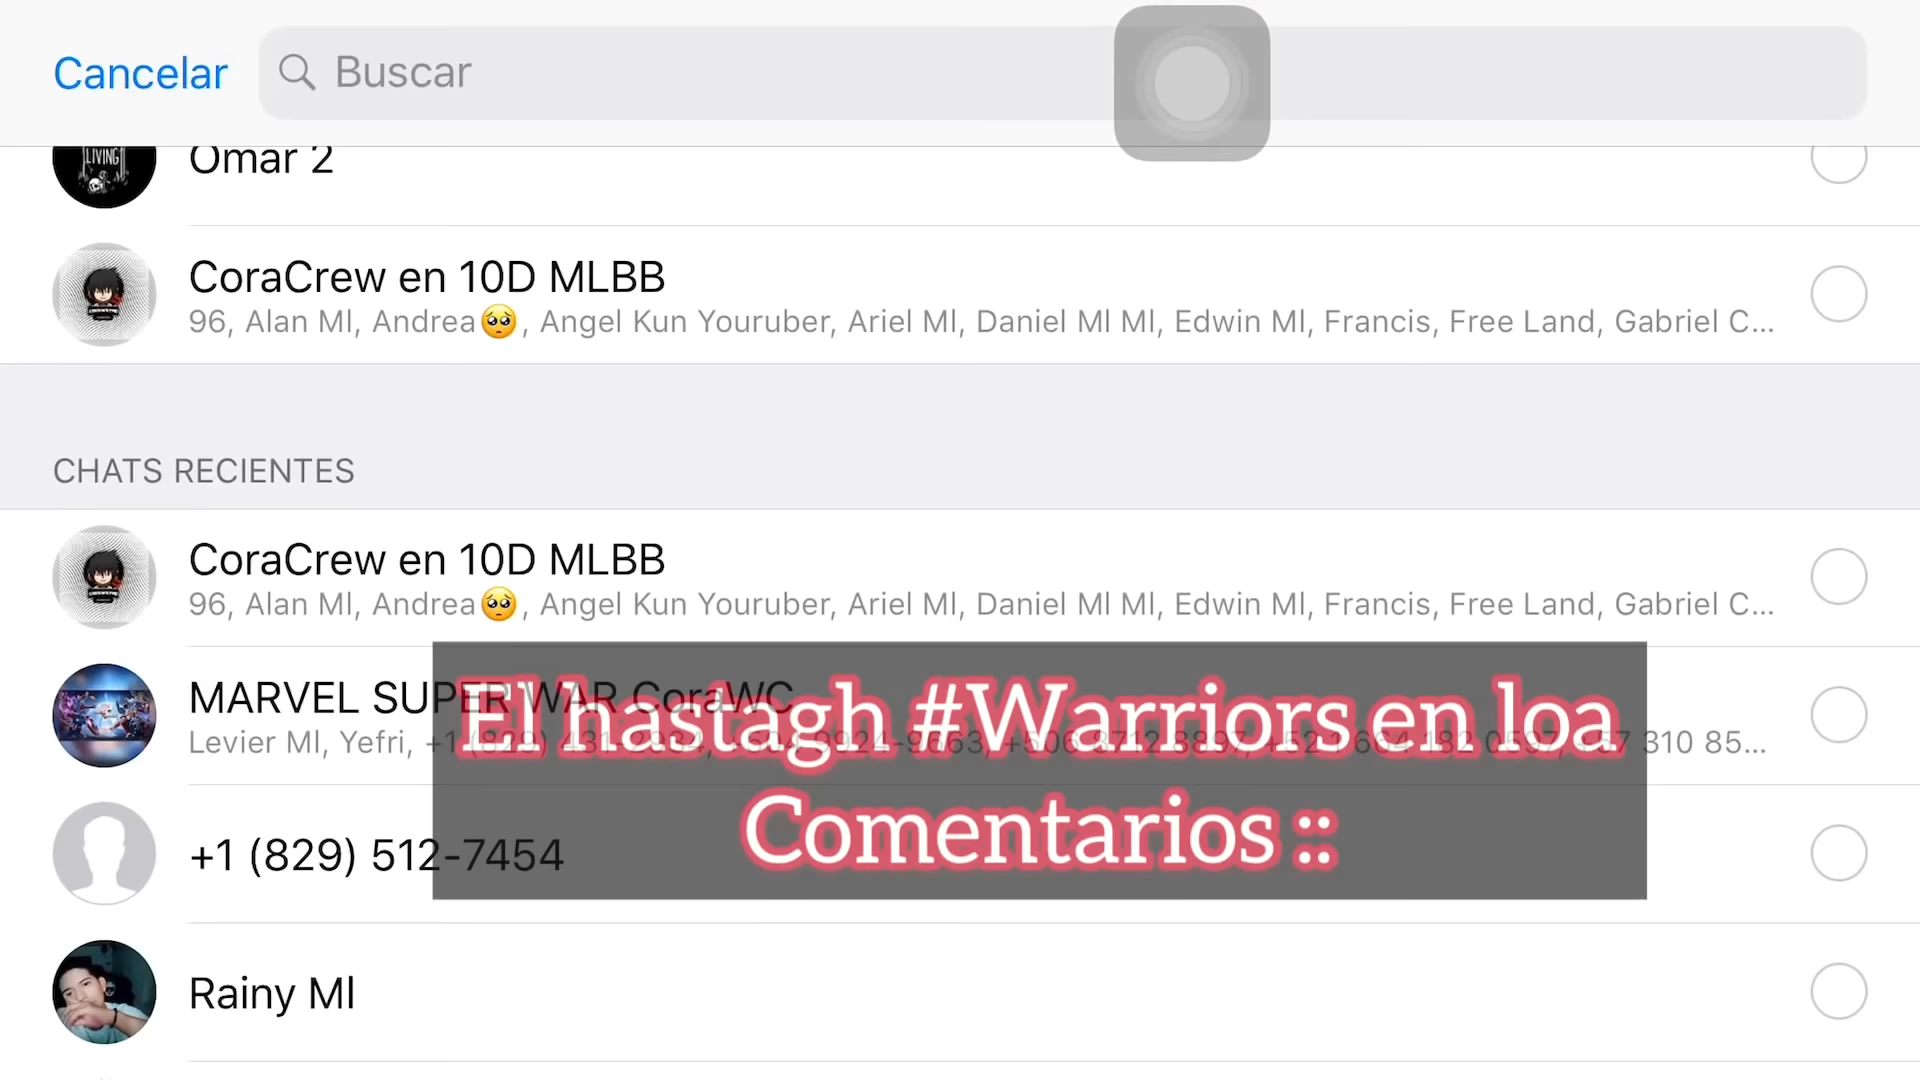 Cancelar
Buscar
LIVING
Omar 2
CoraCrew en 10D MLBB
96, Alan Ml, Andrea🥺, Angel Kun Youruber, Ariel Ml, Daniel Ml Ml, Edwin Ml, Francis, Free Land, Gabriel C...
CHATS RECIENTES
CoraCrew en 10D MLBB
96, Alan Ml, Andrea🥺, Angel Kun Youruber, Ariel Ml, Daniel Ml Ml, Edwin Ml, Francis, Free Land, Gabriel C...
MARVEL SUPER WAR CoraWC
Levier Ml, Yefri, +1 (829) 310 85...
El hastagh #Warriors en loa
Comentarios ::
+1 (829) 512-7454
Rainy Ml